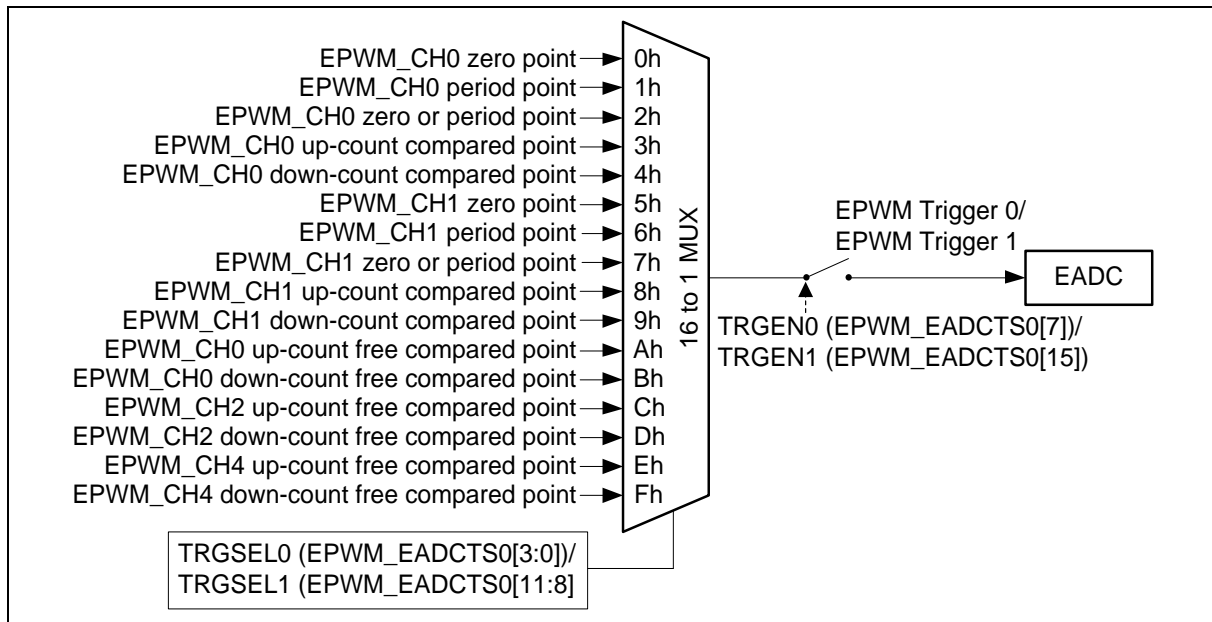 EPWM_CH0 zero point 0h
EPWM_CH0 period point 1h
EPWM_CH0 zero or period point 2h
EPWM_CH0 up-count compared point 3h
EPWM_CH0 down-count compared point 4h
EPWM_CH1 zero point 5h
EPWM_CH1 period point 6h
EPWM_CH1 zero or period point 7h
EPWM_CH1 up-count compared point 8h
EPWM_CH1 down-count compared point 9h
EPWM_CH0 up-count free compared point Ah
EPWM_CH0 down-count free compared point Bh
EPWM_CH2 up-count free compared point Ch
EPWM_CH2 down-count free compared point Dh
EPWM_CH4 up-count free compared point Eh
EPWM_CH4 down-count free compared point Fh
16 to 1 MUX
EPWM Trigger 0/
EPWM Trigger 1
EADC
TRGEN0 (EPWM_EADCTS0[7])/
TRGEN1 (EPWM_EADCTS0[15])
TRGSEL0 (EPWM_EADCTS0[3:0])/
TRGSEL1 (EPWM_EADCTS0[11:8]